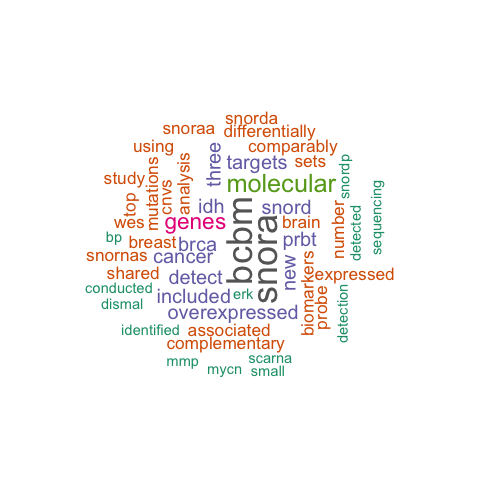 snorda
snoraa
differentially
using
comparably
three
targets
sets
snordp
study
mutations
cnvs
analysis
molecular
sequencing
top
idh
snord
number
detected
wes
genes
bcbm
snora
brain
bp
breast
brca
prbt
snornas
cancer
new
shared
detect
biomarkers
expressed
conducted
included
erk
probe
detection
dismal
overexpressed
identified
associated
complementary
mmp
scarna
mycn
small